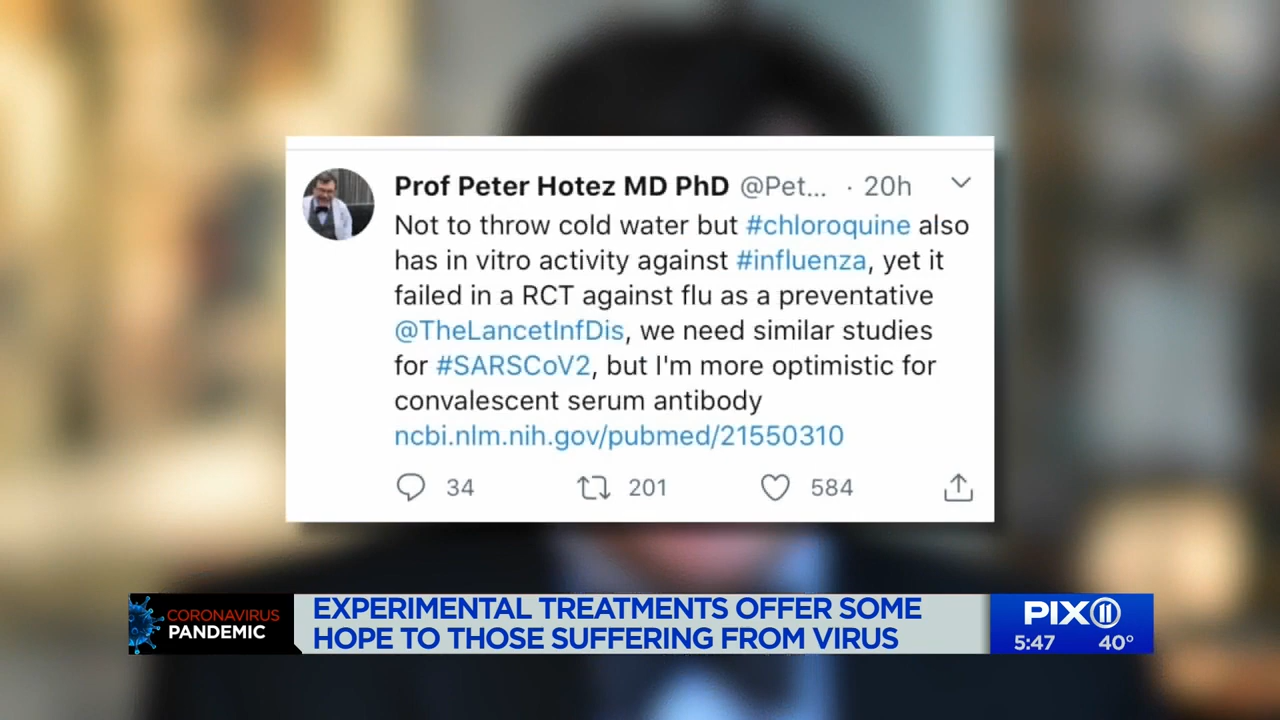 Prof Peter Hotez MD PhD @Pet... · 20h
Not to throw cold water but #chloroquine also
has in vitro activity against #influenza, yet it
failed in a RCT against flu as a preventative
@TheLancetInfDis, we need similar studies
for #SARSCoV2, but I'm more optimistic for
convalescent serum antibody
ncbi.nlm.nih.gov/pubmed/21550310
34 201 584
CORONAVIRUS
PANDEMIC
EXPERIMENTAL TREATMENTS OFFER SOME
HOPE TO THOSE SUFFERING FROM VIRUS
PIX 11
5:47 40°